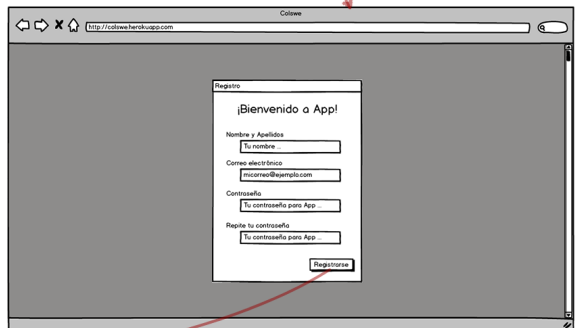 Colswe
http://colswe.herokuapp.com
Registro
¡Bienvenido a App!
Nombre y Apellidos
Tu nombre ...
Correo electrónico
micorreo@ejemplo.com
Contraseña
Tu contraseña para App ...
Repite tu contraseña
Tu contraseña para App ...
Registrarse